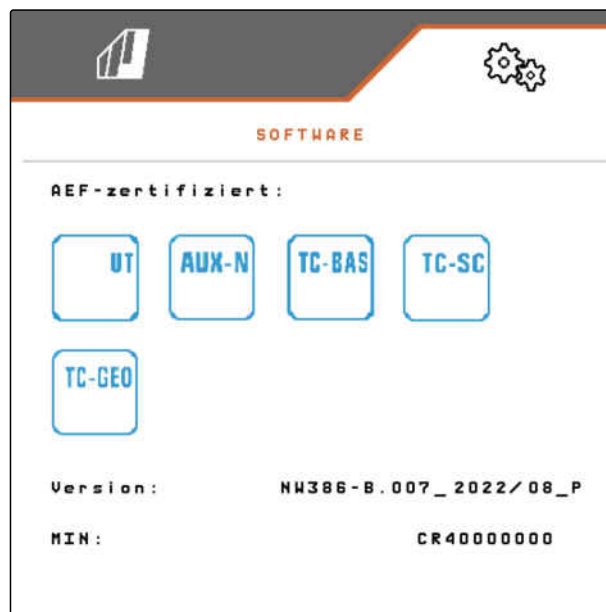 SOFTWARE
AEF-zertifiziert:
UT AUX-N TC-BAS TC-SC
TC-GEO
Version: NW386-B.007_2022/08_P
MIN: CR40000000